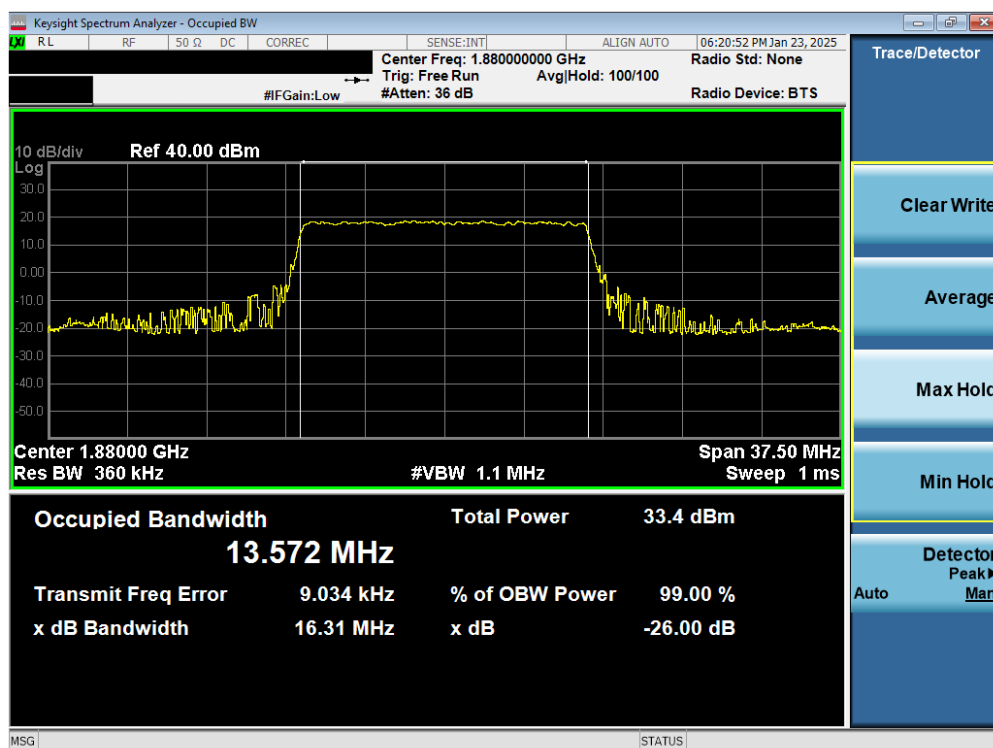 Keysight Spectrum Analyzer - Occupied BW
LXI RL RF 50 Ω DC CORREC SENSE:INT ALIGN AUTO 06:20:52 PM Jan 23, 2025
Center Freq: 1.880000000 GHz Radio Std: None
Trig: Free Run Avg|Hold: 100/100
#IFGain:Low #Atten: 36 dB Radio Device: BTS
10 dB/div Ref 40.00 dBm
Log
30.0
20.0
10.0
0.00
-10.0
-20.0
-30.0
-40.0
-50.0
Center 1.88000 GHz Span 37.50 MHz
Res BW 360 kHz #VBW 1.1 MHz Sweep 1 ms
Occupied Bandwidth Total Power 33.4 dBm
13.572 MHz
Transmit Freq Error 9.034 kHz % of OBW Power 99.00 %
x dB Bandwidth 16.31 MHz x dB -26.00 dB
Trace/Detector
Clear Write
Average
Max Hold
Min Hold
Detector
Peak
Auto Man
MSG STATUS